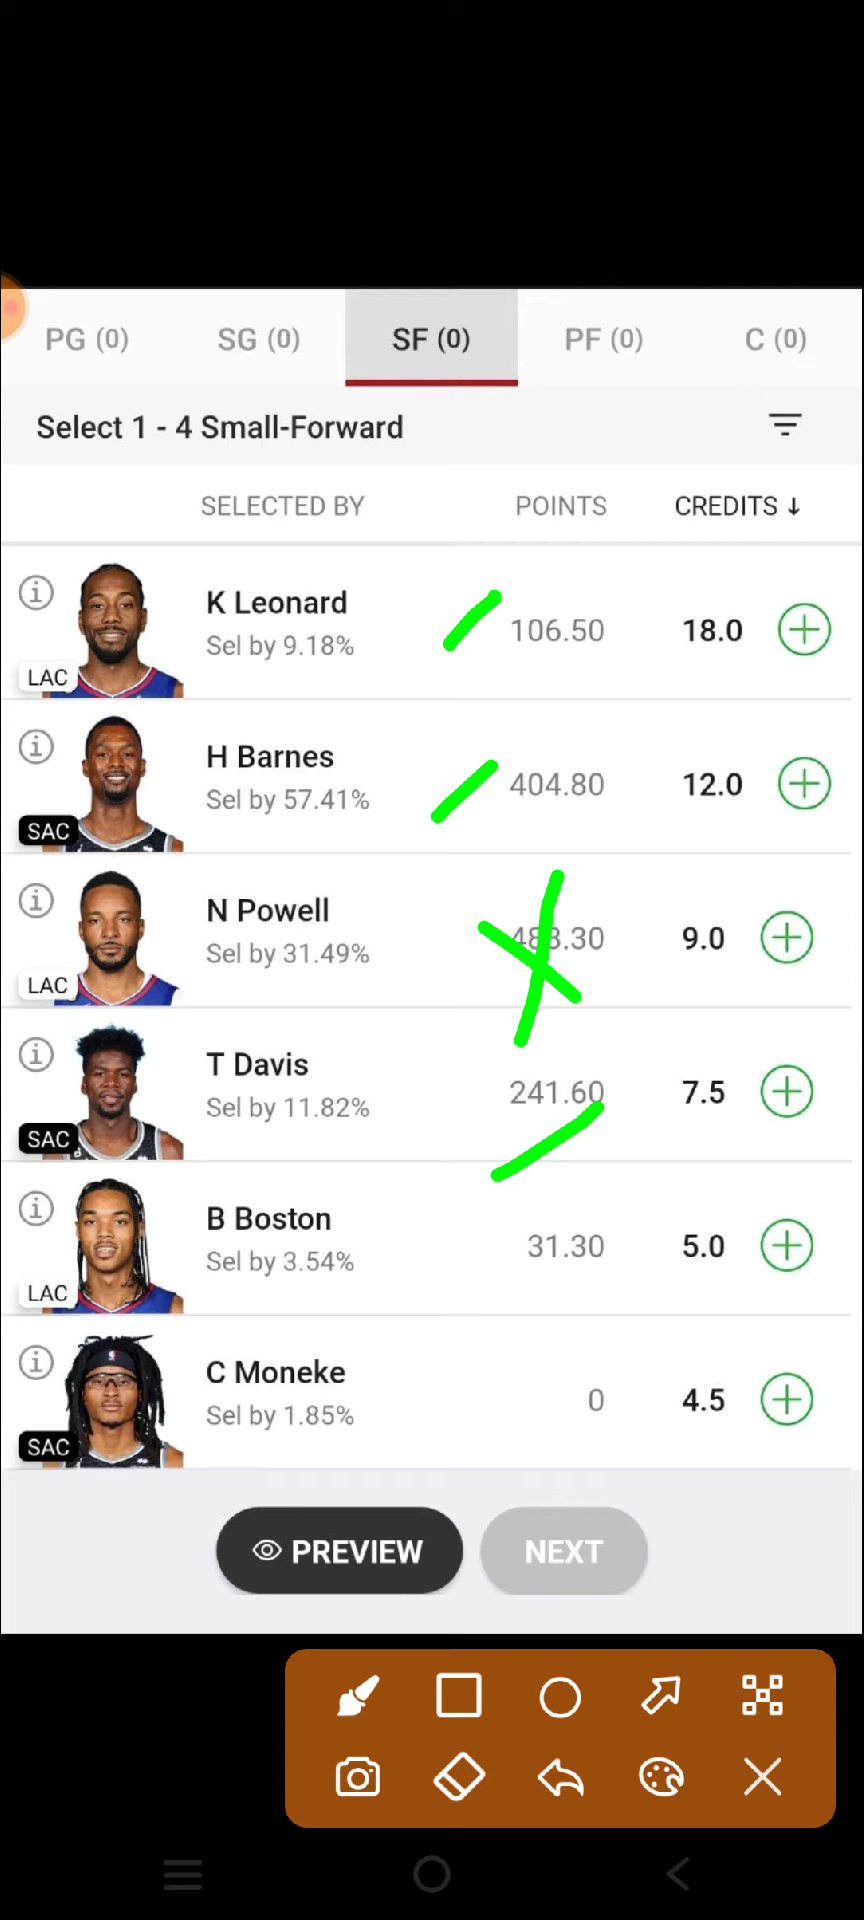 PG (0) SG (0) SF (0) PF (0) C (0)
Select 1 - 4 Small-Forward
SELECTED BY POINTS CREDITS ↓
K Leonard
Sel by 9.18% 106.50 18.0
LAC
H Barnes
Sel by 57.41% 404.80 12.0
SAC
N Powell
Sel by 31.49% 483.30 9.0
LAC
T Davis
Sel by 11.82% 241.60 7.5
SAC
B Boston
Sel by 3.54% 31.30 5.0
LAC
C Moneke
Sel by 1.85% 0 4.5
SAC
PREVIEW NEXT